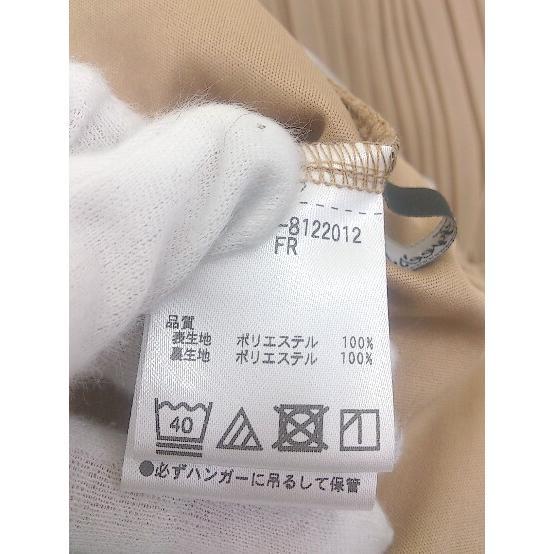 -8122012
FR
品質
表生地 ポリエステル 100%
裏生地 ポリエステル 100%
40
●必ずハンガーに吊るして保管